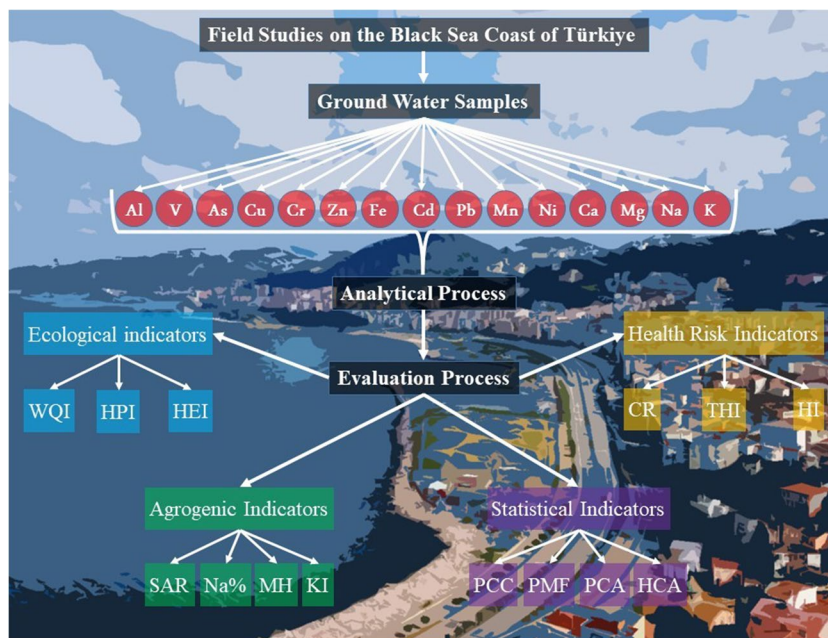 Field Studies on the Black Sea Coast of Türkiye
Ground Water Samples
Al V As Cu Cr Zn Fe Cd Pb Mn Ni Ca Mg Na K
Analytical Process
Ecological indicators
Health Risk Indicators
Evaluation Process
WQI HPI HEI
CR THI HI
Agrogenic Indicators
Statistical Indicators
SAR Na% MH KI
PCC PMF PCA HCA